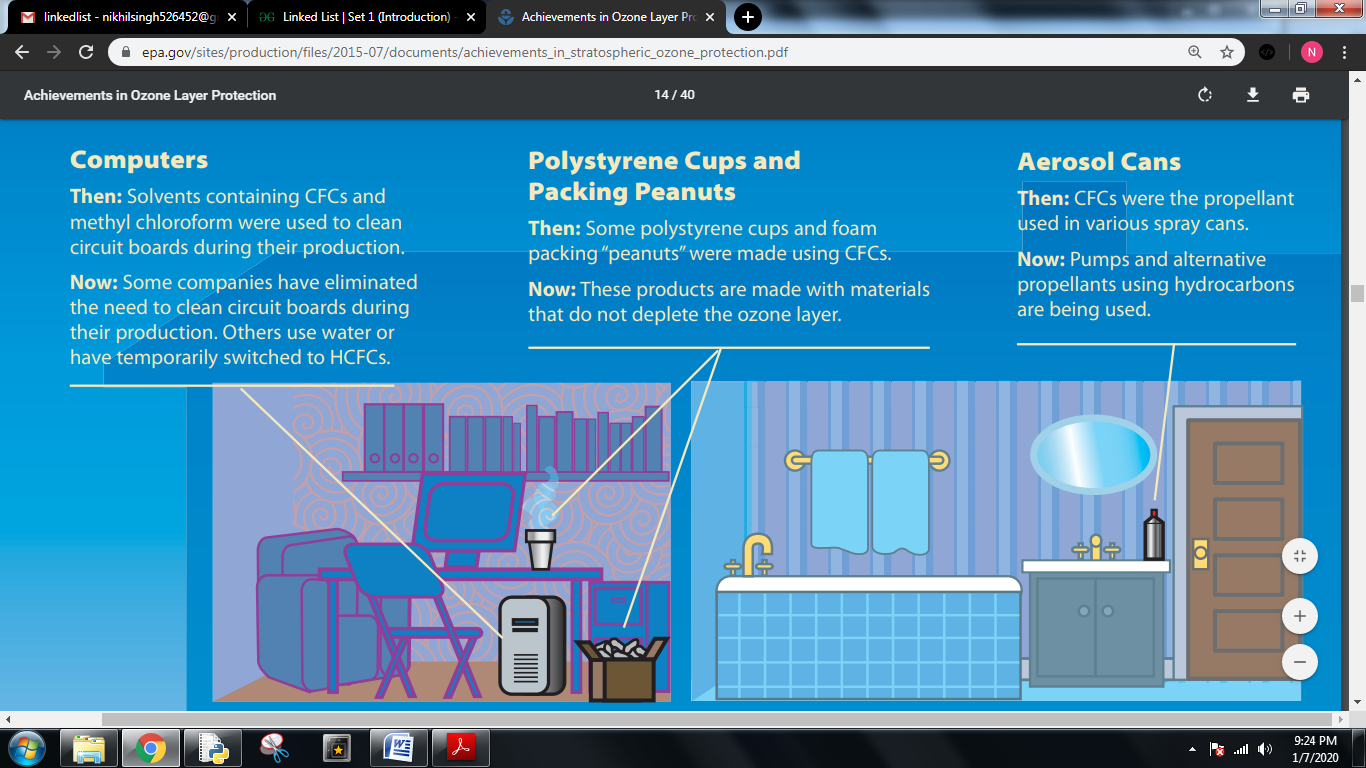 linkedlist - nikhilsingh526452@g
Linked List | Set 1 (Introduction)
Achievements in Ozone Layer Pro
epa.gov/sites/production/files/2015-07/documents/achievements_in_stratospheric_ozone_protection.pdf
N
Achievements in Ozone Layer Protection
14 / 40
Computers
Then: Solvents containing CFCs and
methyl chloroform were used to clean
circuit boards during their production.
Now: Some companies have eliminated
the need to clean circuit boards during
their production. Others use water or
have temporarily switched to HCFCs.
Polystyrene Cups and
Packing Peanuts
Then: Some polystyrene cups and foam
packing “peanuts” were made using CFCs.
Now: These products are made with materials
that do not deplete the ozone layer.
Aerosol Cans
Then: CFCs were the propellant
used in various spray cans.
Now: Pumps and alternative
propellants using hydrocarbons
are being used.
9:24 PM
1/7/2020